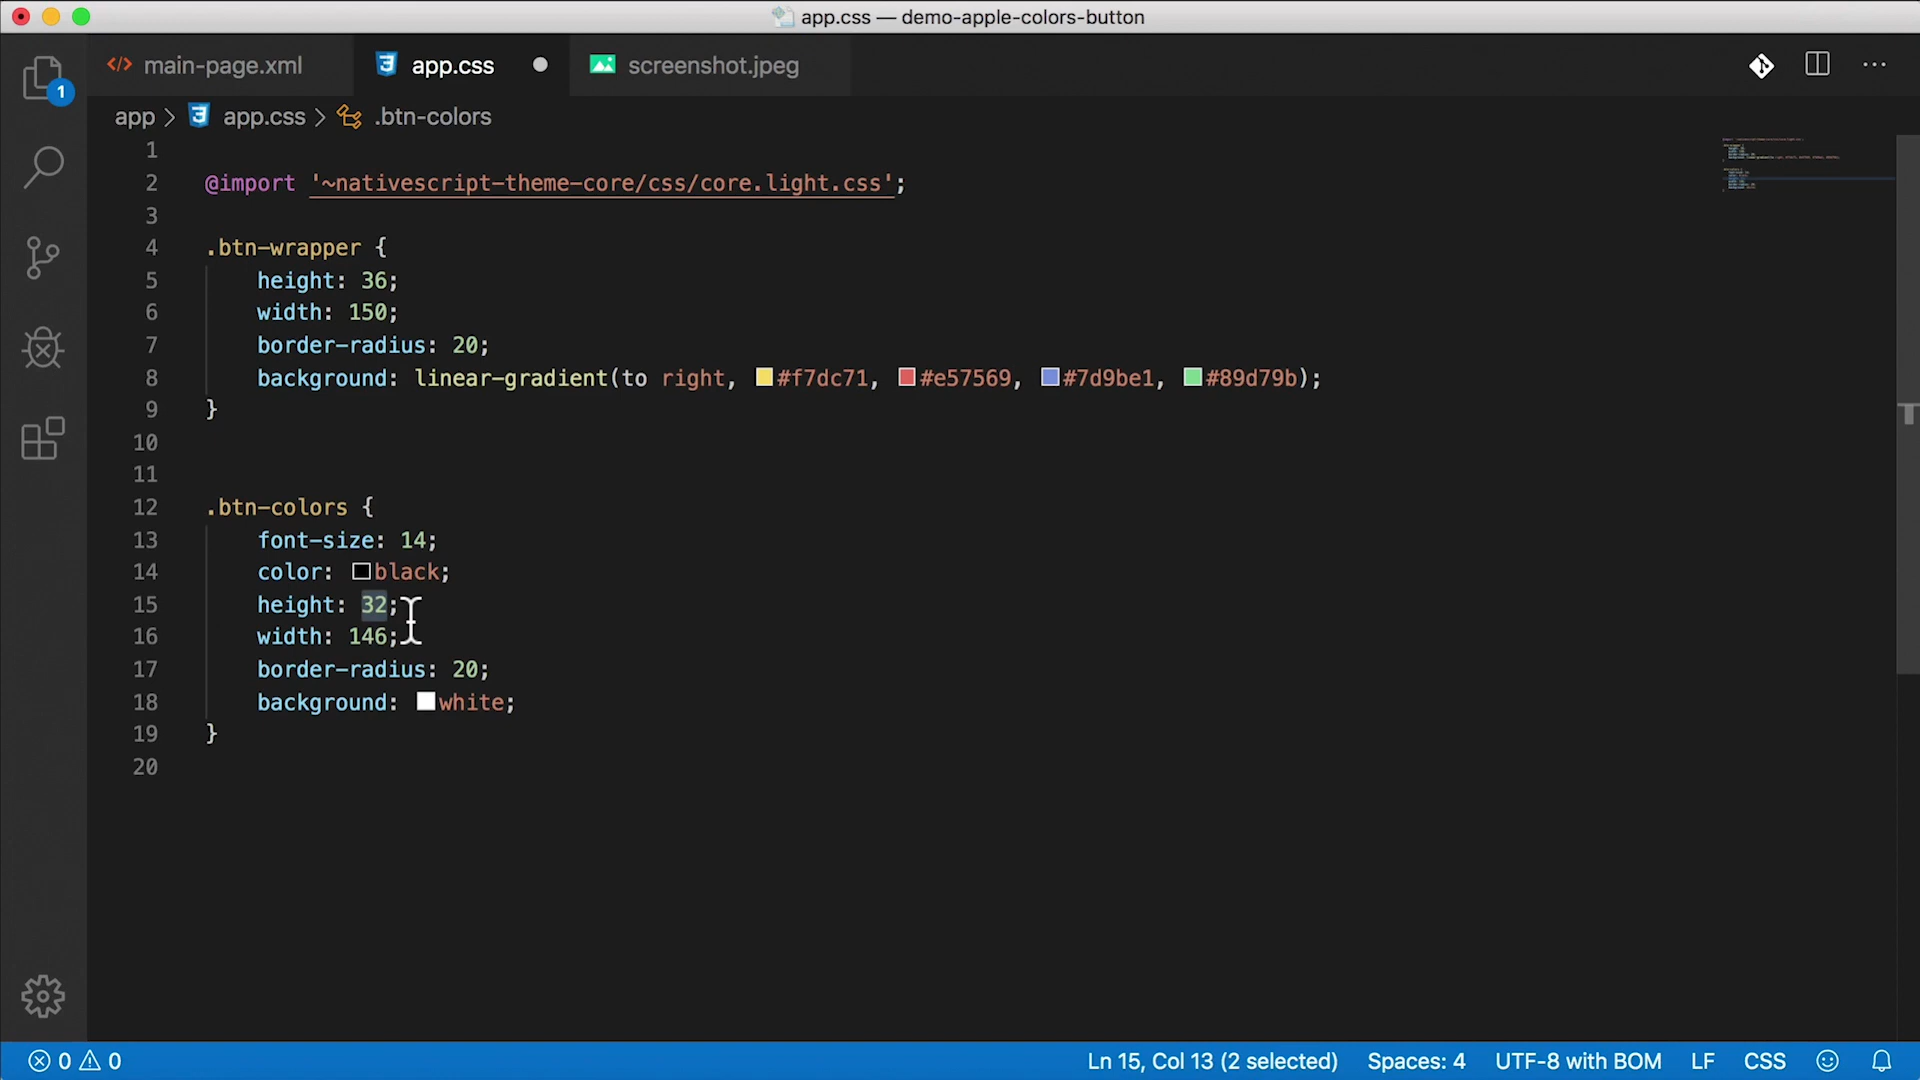 app.css — demo-apple-colors-button
main-page.xml
app.css
screenshot.jpeg
1
app > app.css > .btn-colors
1
2 @import '~nativescript-theme-core/css/core.light.css';
3
4 .btn-wrapper {
5 height: 36;
6 width: 150;
7 border-radius: 20;
8 background: linear-gradient(to right, #f7dc71, #e57569, #7d9be1, #89d79b);
9 }
10
11
12 .btn-colors {
13 font-size: 14;
14 color: black;
15 height: 32;
16 width: 146;
17 border-radius: 20;
18 background: white;
19 }
20
0 0 Ln 15, Col 13 (2 selected) Spaces: 4 UTF-8 with BOM LF CSS